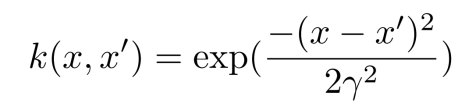 k(x, x′) = exp(−(x − x′)² / 2γ²)